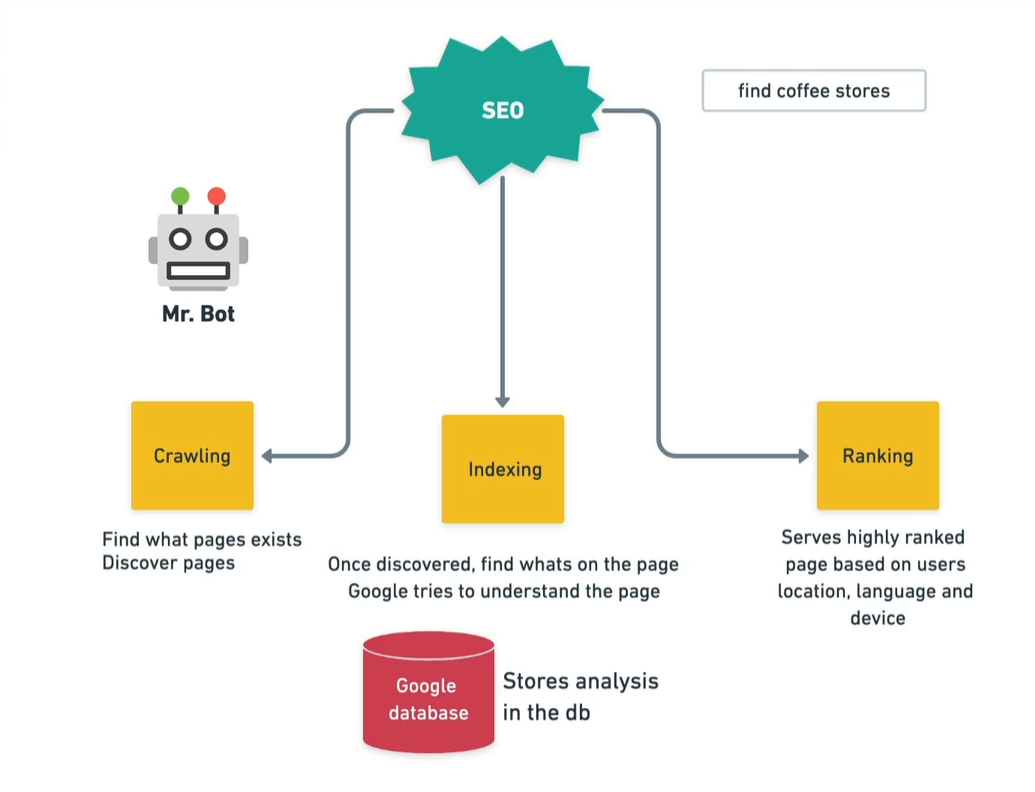 SEO
find coffee stores
Mr. Bot
Crawling
Find what pages exists
Discover pages
Indexing
Once discovered, find whats on the page
Google tries to understand the page
Ranking
Serves highly ranked
page based on users
location, language and
device
Google
database
Stores analysis
in the db